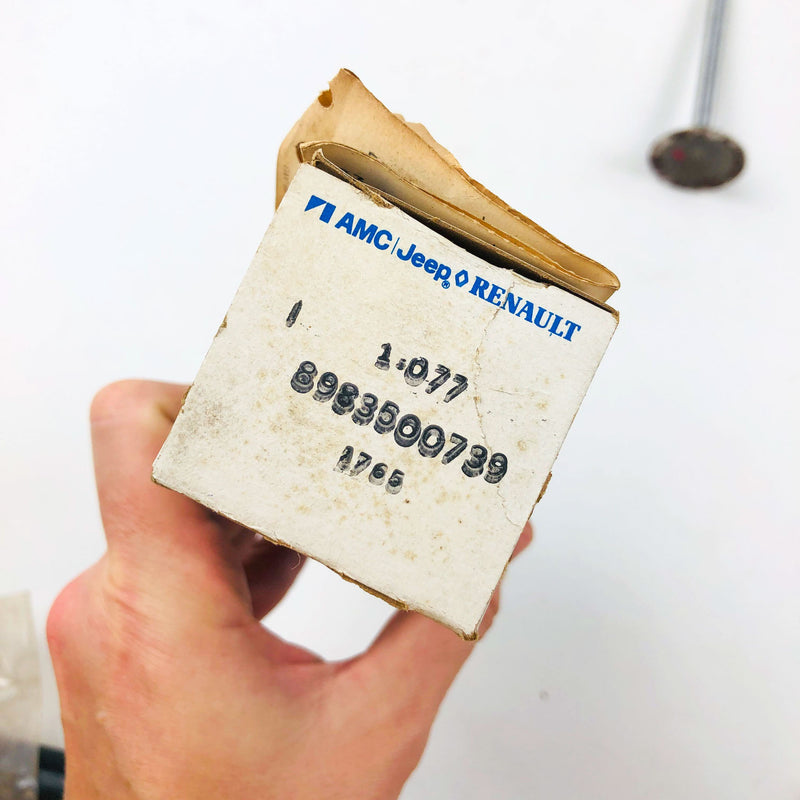 AMC | Jeep® RENAULT
1 1.077
8983500739
1765